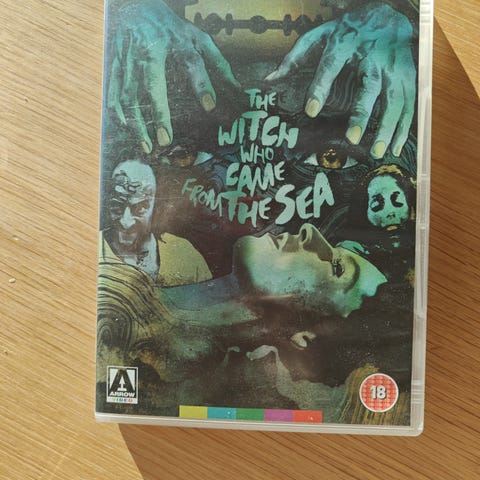 THE
WITCH
WHO
CAME
FROM THE SEA
A
ARROW
VIDEO
18